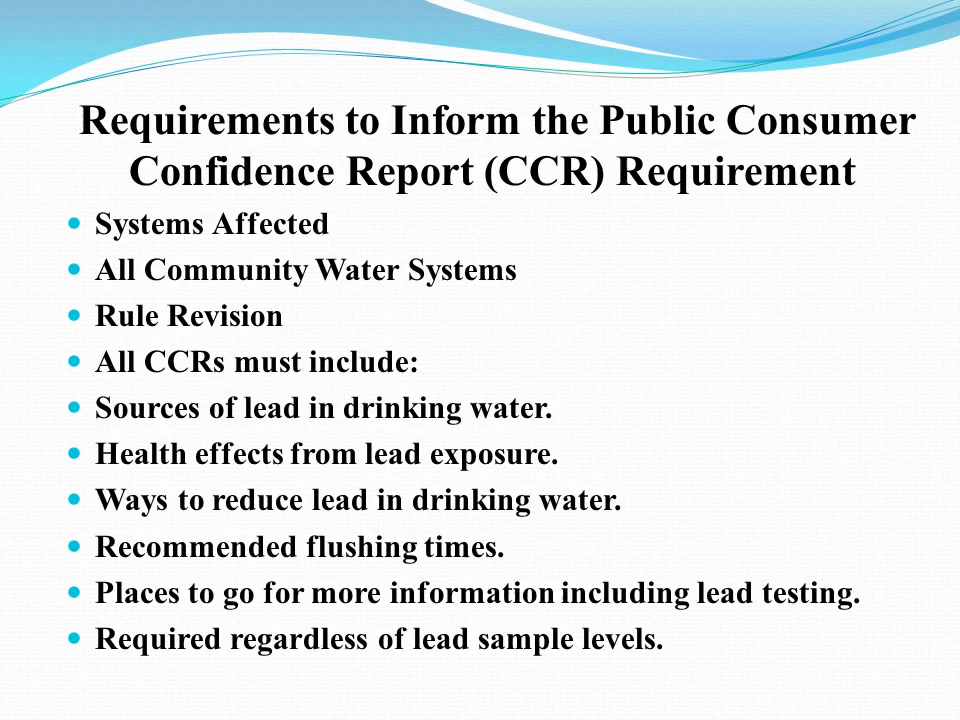 Requirements to Inform the Public Consumer
Confidence Report (CCR) Requirement
Systems Affected
All Community Water Systems
Rule Revision
All CCRs must include:
Sources of lead in drinking water.
Health effects from lead exposure.
Ways to reduce lead in drinking water.
Recommended flushing times.
Places to go for more information including lead testing.
Required regardless of lead sample levels.